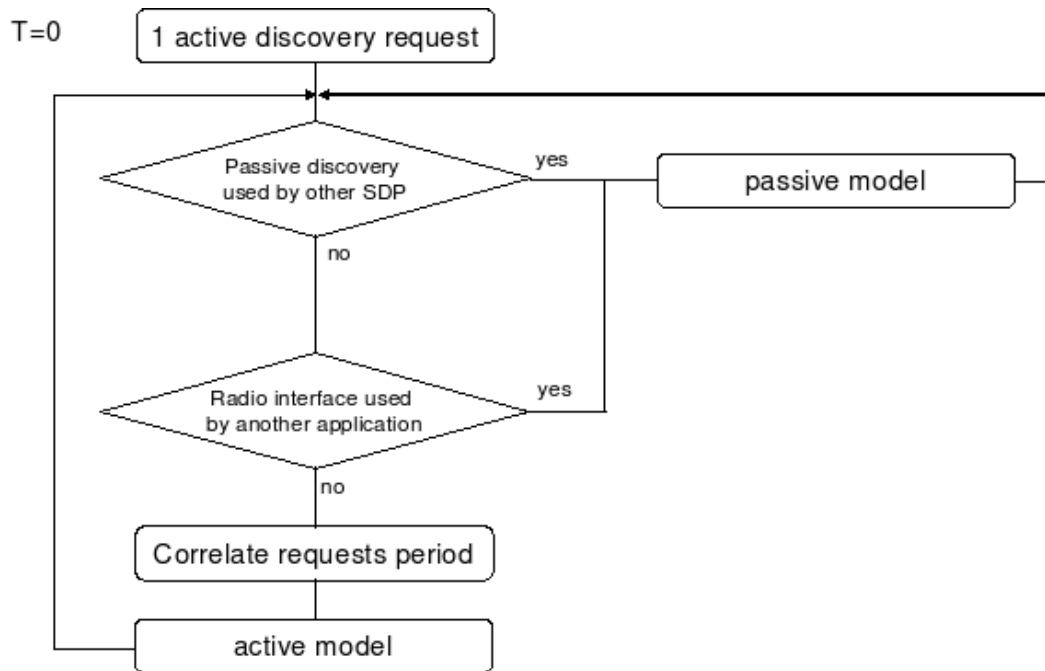 T=0
1 active discovery request
Passive discovery
used by other SDP
yes
passive model
no
Radio interface used
by another application
yes
no
Correlate requests period
active model